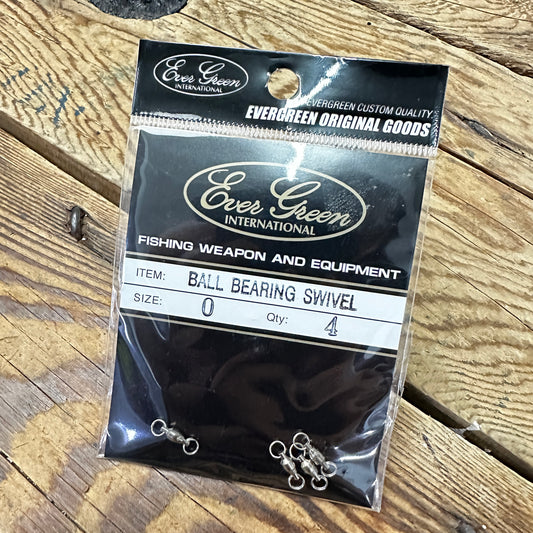 Ever Green
INTERNATIONAL
EVERGREEN CUSTOM QUALITY.
EVERGREEN ORIGINAL GOODS
Ever Green
INTERNATIONAL
FISHING WEAPON AND EQUIPMENT
ITEM: BALL BEARING SWIVEL
SIZE: 0 Qty: 4